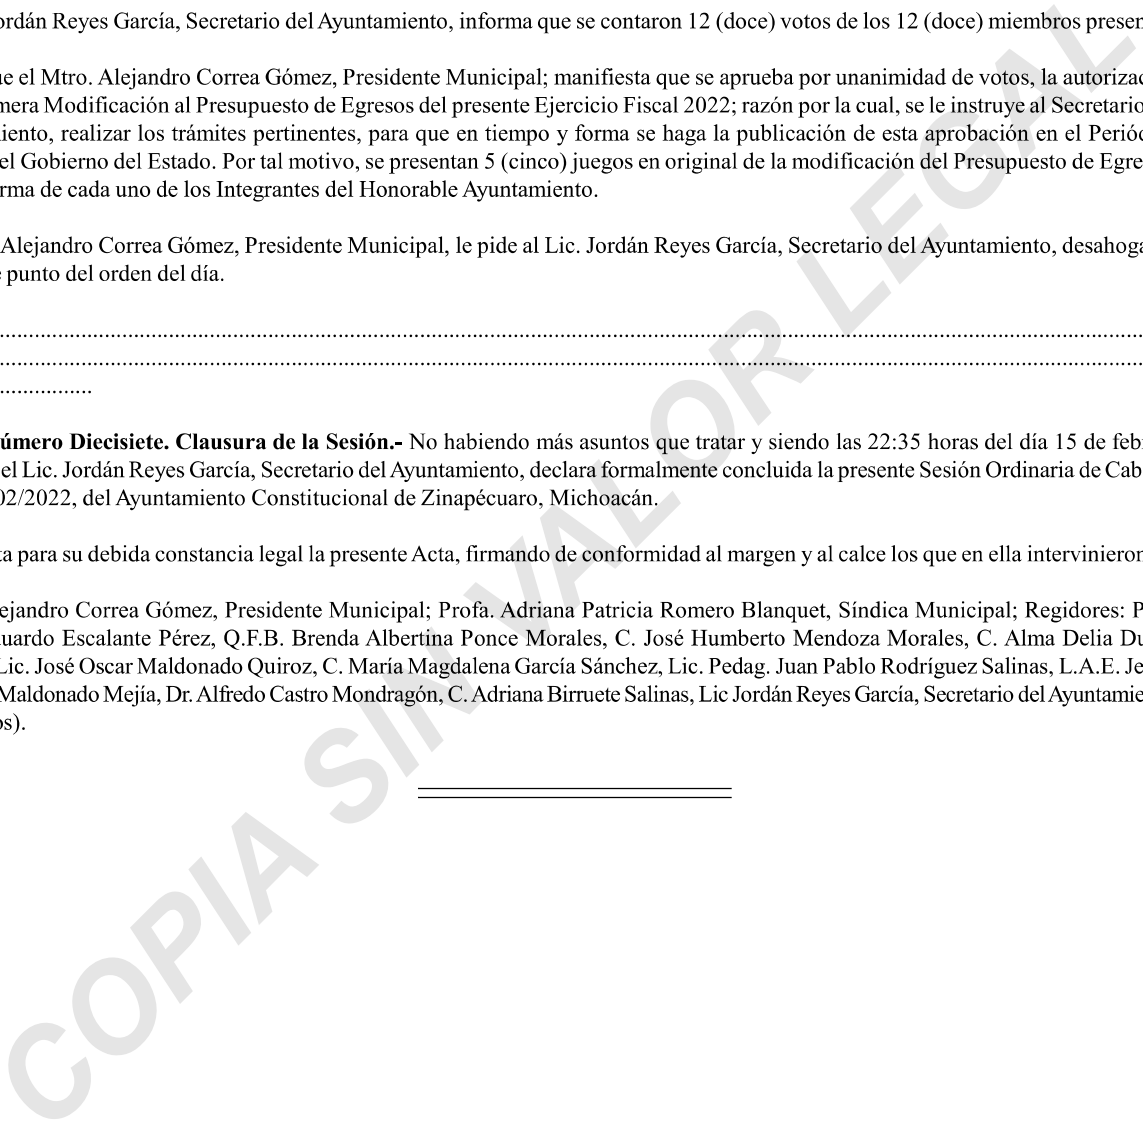 ordán Reyes García, Secretario del Ayuntamiento, informa que se contaron 12 (doce) votos de los 12 (doce) miembros presen
ue el Mtro. Alejandro Correa Gómez, Presidente Municipal; manifiesta que se aprueba por unanimidad de votos, la autorizac
mera Modificación al Presupuesto de Egresos del presente Ejercicio Fiscal 2022; razón por la cual, se le instruye al Secretario
niento, realizar los trámites pertinentes, para que en tiempo y forma se haga la publicación de esta aprobación en el Periód
el Gobierno del Estado. Por tal motivo, se presentan 5 (cinco) juegos en original de la modificación del Presupuesto de Egre
rma de cada uno de los Integrantes del Honorable Ayuntamiento.
Alejandro Correa Gómez, Presidente Municipal, le pide al Lic. Jordán Reyes García, Secretario del Ayuntamiento, desahoga
e punto del orden del día.
úmero Diecisiete. Clausura de la Sesión.- No habiendo más asuntos que tratar y siendo las 22:35 horas del día 15 de feb
el Lic. Jordán Reyes García, Secretario del Ayuntamiento, declara formalmente concluida la presente Sesión Ordinaria de Cab
02/2022, del Ayuntamiento Constitucional de Zinapécuaro, Michoacán.
ta para su debida constancia legal la presente Acta, firmando de conformidad al margen y al calce los que en ella intervinieron
ejandro Correa Gómez, Presidente Municipal; Profa. Adriana Patricia Romero Blanquet, Síndica Municipal; Regidores: P
duardo Escalante Pérez, Q.F.B. Brenda Albertina Ponce Morales, C. José Humberto Mendoza Morales, C. Alma Delia Du
Lic. José Oscar Maldonado Quiroz, C. María Magdalena García Sánchez, Lic. Pedag. Juan Pablo Rodríguez Salinas, L.A.E. Je
Maldonado Mejía, Dr. Alfredo Castro Mondragón, C. Adriana Birruete Salinas, Lic Jordán Reyes García, Secretario del Ayuntamie
os).
COPIA SIN VALOR LEGAL